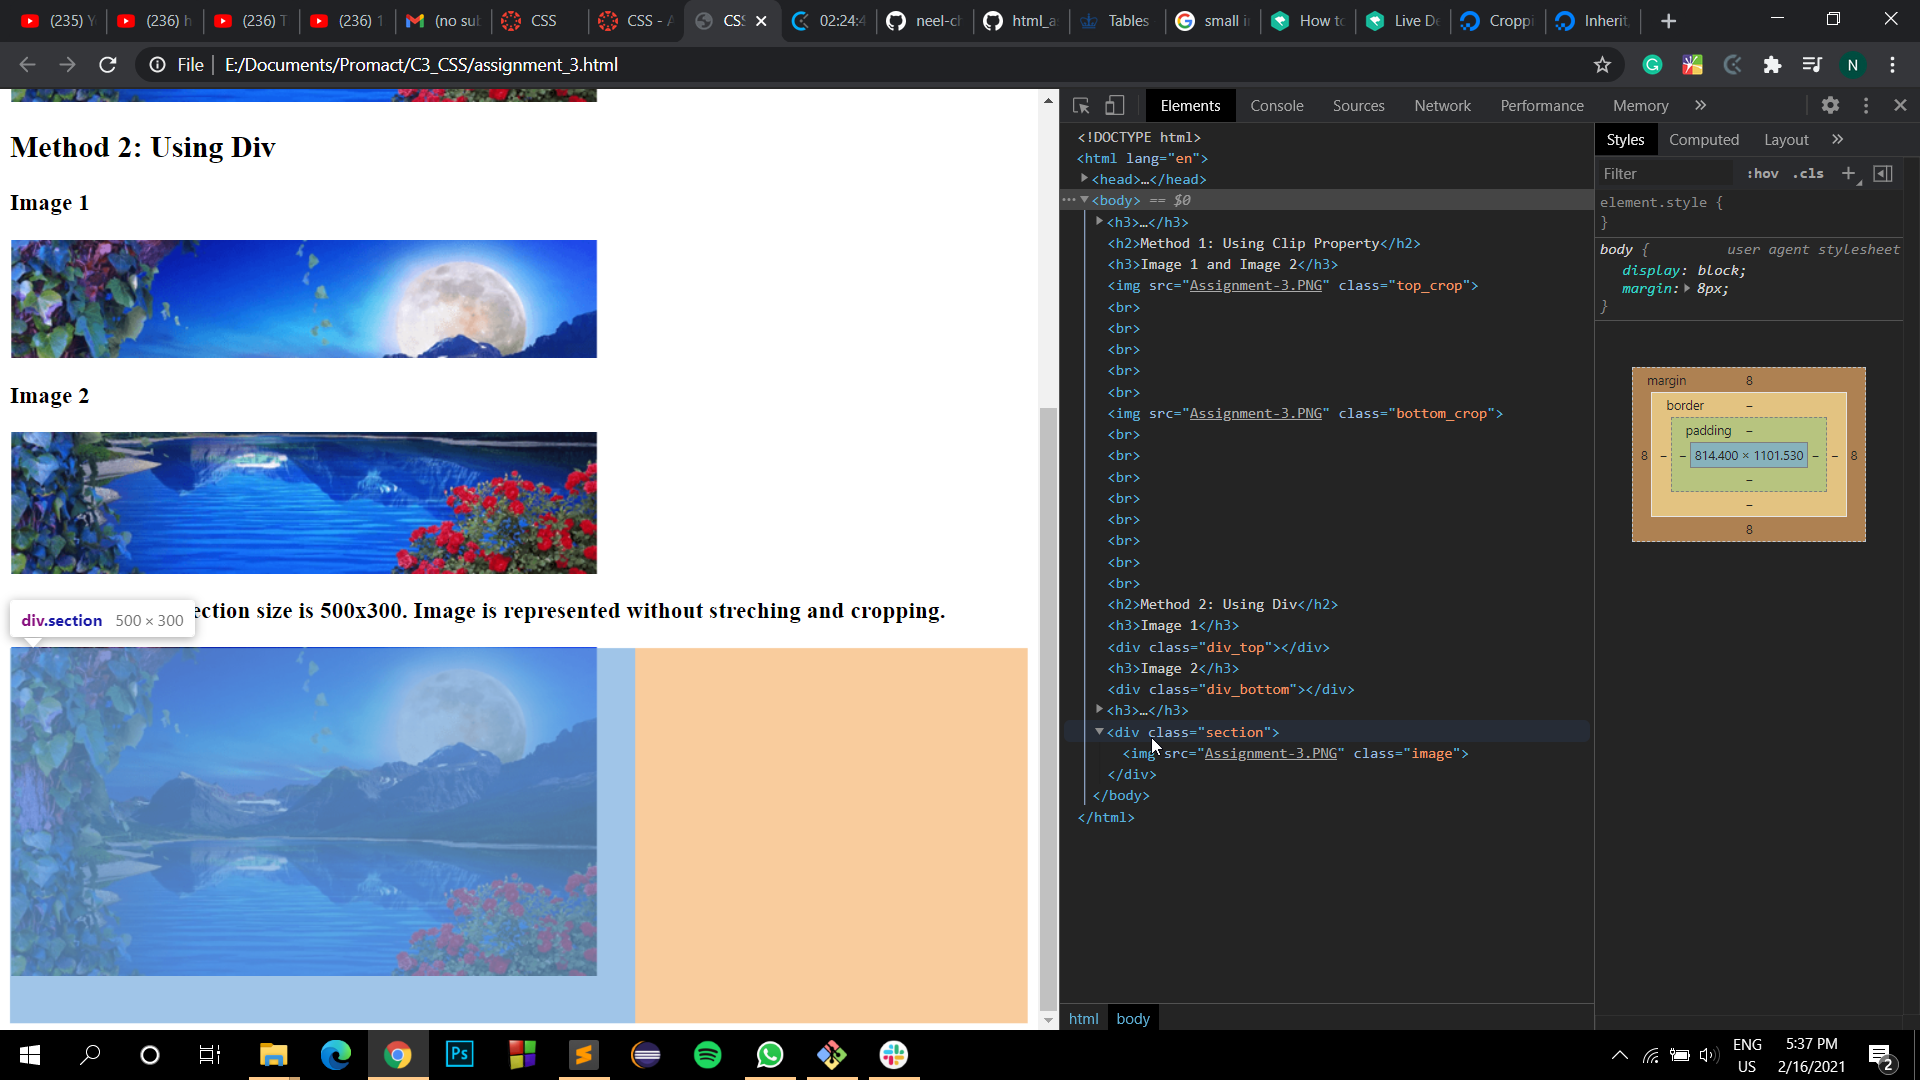 (235) Y
(236) h
(236) T
(236) 1
(no sub
CSS
CSS - A
CSS
02:24:4
neel-ch
html_a
Tables
small i
How to
Live De
Croppi
Inherit,
File
E:/Documents/Promact/C3_CSS/assignment_3.html
N
Method 2: Using Div
Image 1
Image 2
ection size is 500x300. Image is represented without streching and cropping.
div.section 500 × 300
Elements Console Sources Network Performance Memory »
<!DOCTYPE html>
<html lang="en">
<head>…</head>
<body> == $0
<h3>…</h3>
<h2>Method 1: Using Clip Property</h2>
<h3>Image 1 and Image 2</h3>
<img src="Assignment-3.PNG" class="top_crop">
<br>
<br>
<br>
<br>
<br>
<img src="Assignment-3.PNG" class="bottom_crop">
<br>
<br>
<br>
<br>
<br>
<br>
<br>
<br>
<h2>Method 2: Using Div</h2>
<h3>Image 1</h3>
<div class="div_top"></div>
<h3>Image 2</h3>
<div class="div_bottom"></div>
<h3>…</h3>
<div class="section">
<img src="Assignment-3.PNG" class="image">
</div>
</body>
</html>
html body
Styles Computed Layout »
Filter :hov .cls +
element.style {
}
body { user agent stylesheet
display: block;
margin: 8px;
}
margin 8
border –
padding –
8 – – 814.400 × 1101.530 – – 8
–
–
8
Ps
ENG
US
5:37 PM
2/16/2021
2